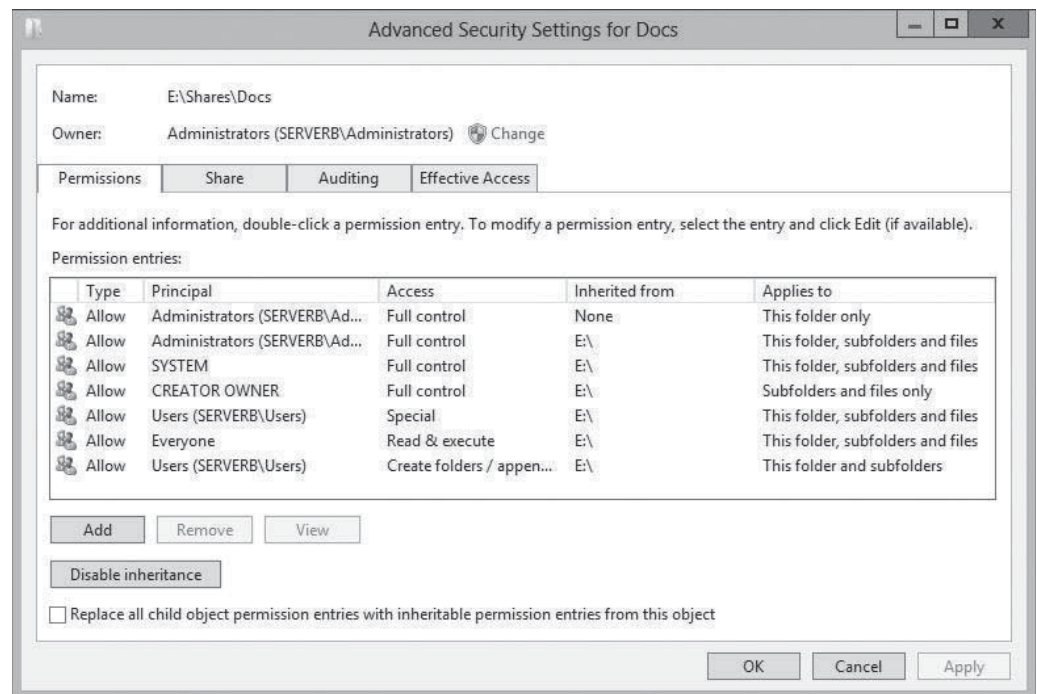 Advanced Security Settings for Docs
Name: E:\Shares\Docs
Owner: Administrators (SERVERB\Administrators) Change
Permissions Share Auditing Effective Access
For additional information, double-click a permission entry. To modify a permission entry, select the entry and click Edit (if available).
Permission entries:
Type Principal Access Inherited from Applies to
Allow Administrators (SERVERB\Ad... Full control None This folder only
Allow Administrators (SERVERB\Ad... Full control E:\ This folder, subfolders and files
Allow SYSTEM Full control E:\ This folder, subfolders and files
Allow CREATOR OWNER Full control E:\ Subfolders and files only
Allow Users (SERVERB\Users) Special E:\ This folder, subfolders and files
Allow Everyone Read & execute E:\ This folder, subfolders and files
Allow Users (SERVERB\Users) Create folders / appen... E:\ This folder and subfolders
Add Remove View
Disable inheritance
Replace all child object permission entries with inheritable permission entries from this object
OK Cancel Apply